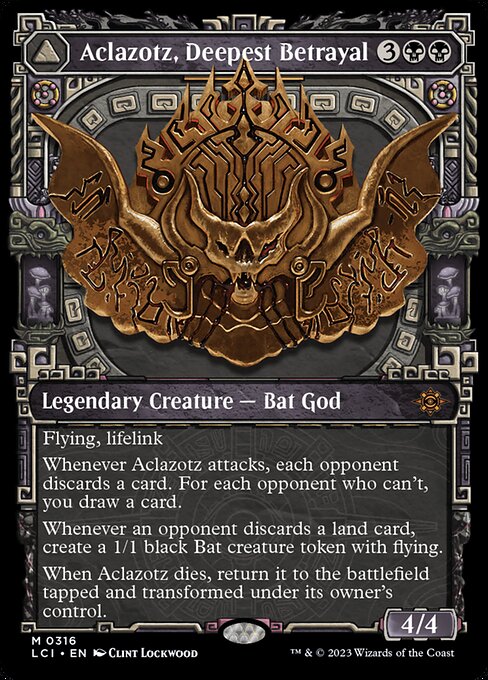 Aclazotz, Deepest Betrayal 3
Legendary Creature — Bat God
Flying, lifelink
Whenever Aclazotz attacks, each opponent
discards a card. For each opponent who can't,
you draw a card.
Whenever an opponent discards a land card,
create a 1/1 black Bat creature token with flying.
When Aclazotz dies, return it to the battlefield
tapped and transformed under its owner's
control.
4/4
M 0316
LCI • EN Clint Lockwood
™ & © 2023 Wizards of the Coast